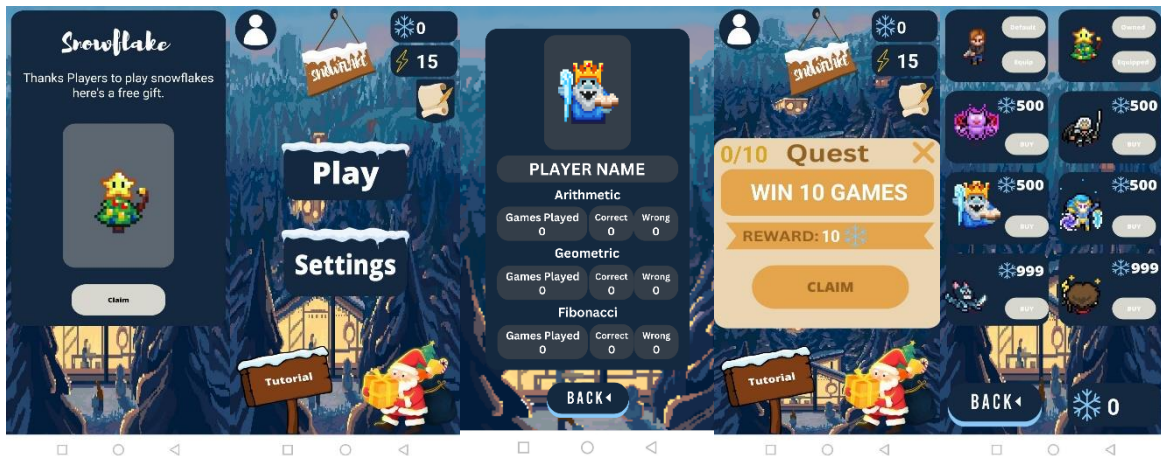 Snowflake
Thanks Players to play snowflakes
here's a free gift.
Claim
0
15
snowflake
Play
Settings
Tutorial
PLAYER NAME
Arithmetic
Games Played Correct Wrong
0 0 0
Geometric
Games Played Correct Wrong
0 0 0
Fibonacci
Games Played Correct Wrong
0 0 0
BACK
0
15
snowflake
0/10 Quest
WIN 10 GAMES
REWARD: 10
CLAIM
Tutorial
Default Owned
Equip Equipped
500 500
BUY BUY
500 500
BUY BUY
999 999
BUY BUY
BACK 0